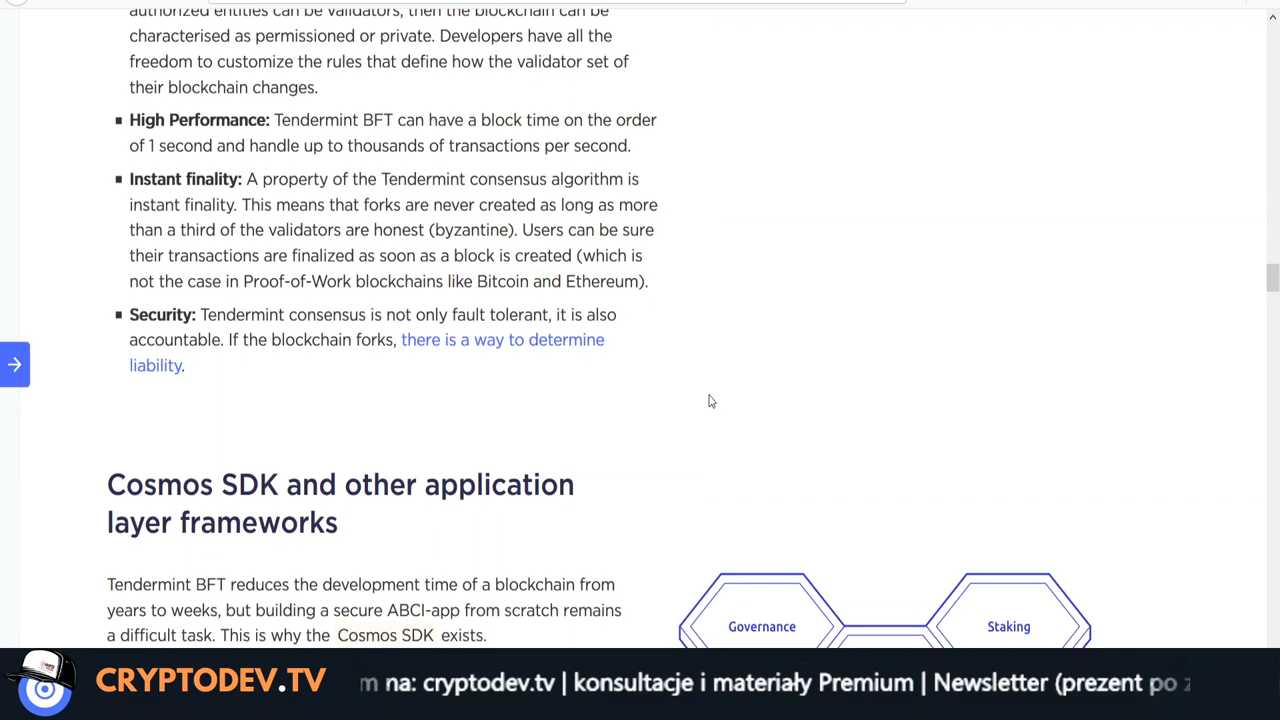 authorized entities can be validators, then the blockchain can be
characterised as permissioned or private. Developers have all the
freedom to customize the rules that define how the validator set of
their blockchain changes.
High Performance: Tendermint BFT can have a block time on the order
of 1 second and handle up to thousands of transactions per second.
Instant finality: A property of the Tendermint consensus algorithm is
instant finality. This means that forks are never created as long as more
than a third of the validators are honest (byzantine). Users can be sure
their transactions are finalized as soon as a block is created (which is
not the case in Proof-of-Work blockchains like Bitcoin and Ethereum).
Security: Tendermint consensus is not only fault tolerant, it is also
accountable. If the blockchain forks, there is a way to determine
liability.
Cosmos SDK and other application
layer frameworks
Tendermint BFT reduces the development time of a blockchain from
years to weeks, but building a secure ABCI-app from scratch remains
a difficult task. This is why the Cosmos SDK exists.
Governance
Staking
CRYPTODEV.TV
m na: cryptodev.tv | konsultacje i materiały Premium | Newsletter (prezent po z